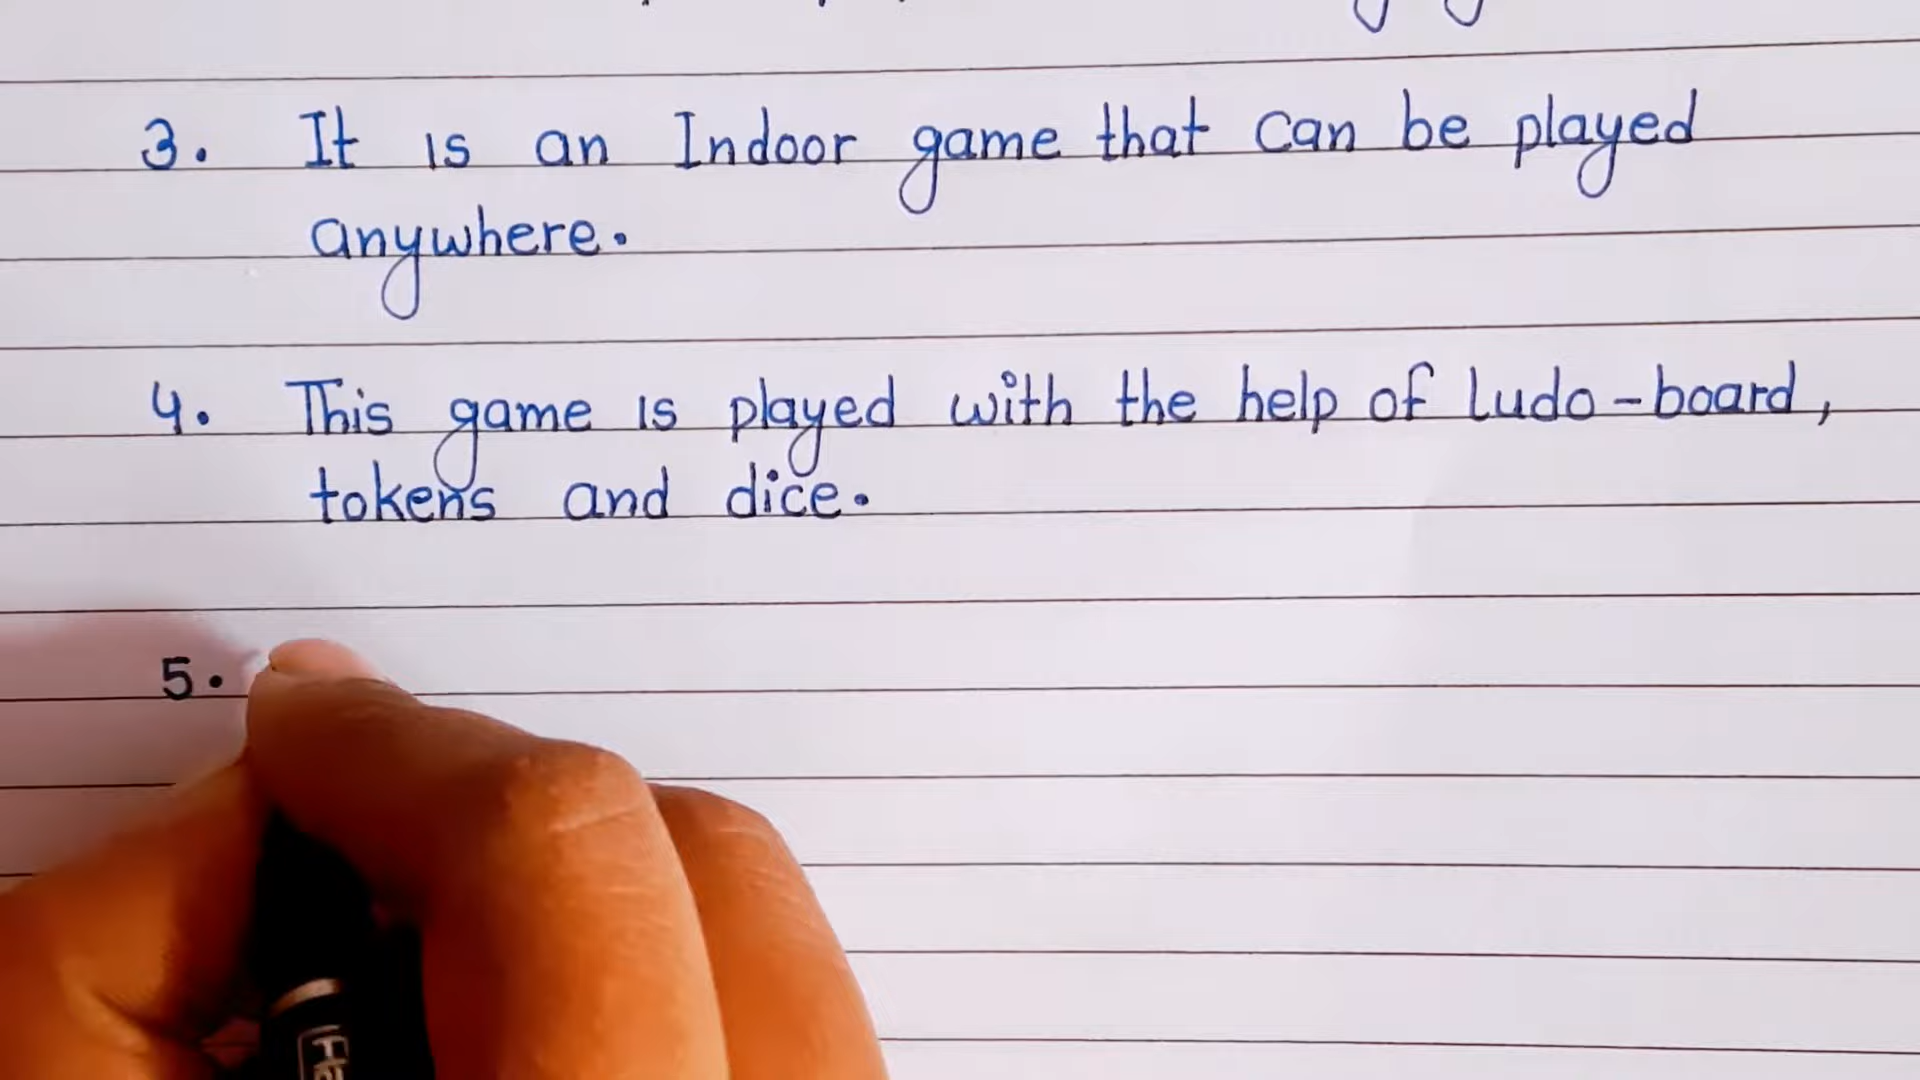 3. It is an Indoor game that can be played
anywhere.
4. This game is played with the help of ludo-board,
tokens and dice.
5.